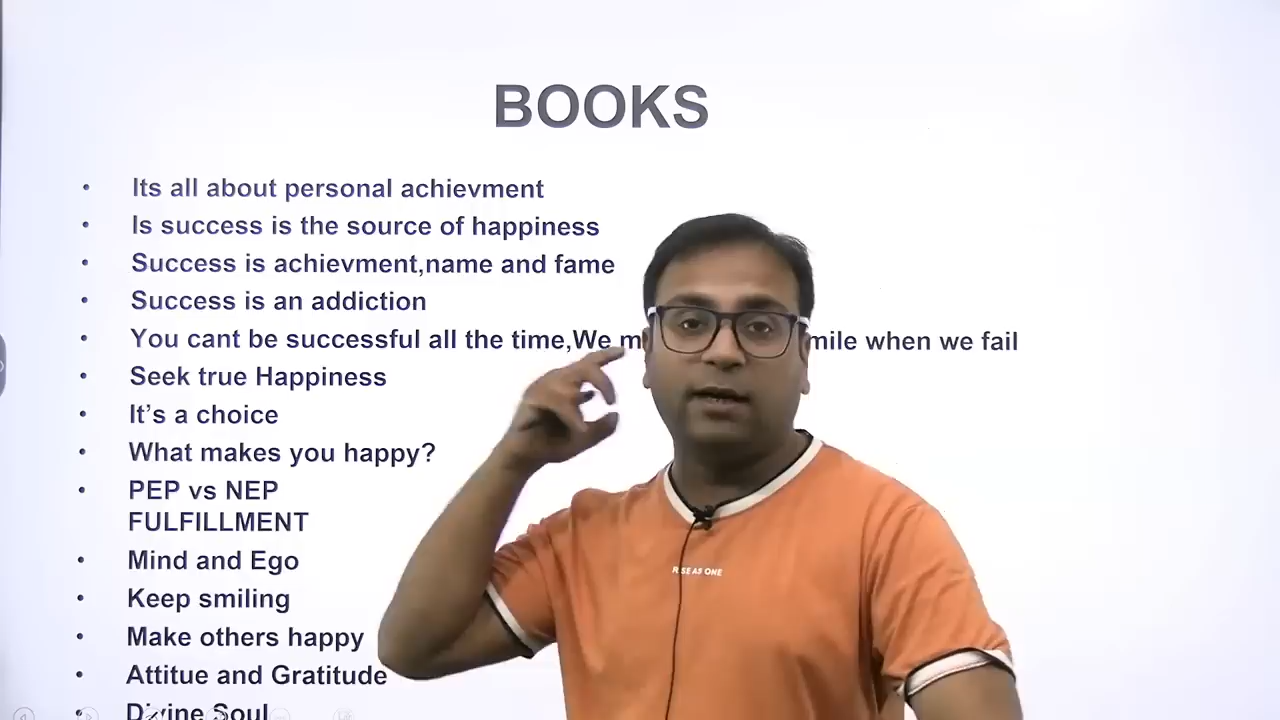 BOOKS
• Its all about personal achievment
• Is success is the source of happiness
• Success is achievment,name and fame
• Success is an addiction
• You cant be successful all the time,We when we fail
• Seek true Happiness
• It’s a choice
• What makes you happy?
• PEP vs NEP
FULFILLMENT
• Mind and Ego
• Keep smiling
• Make others happy
• Attitue and Gratitude
• Divine Soul
RISE AS ONE